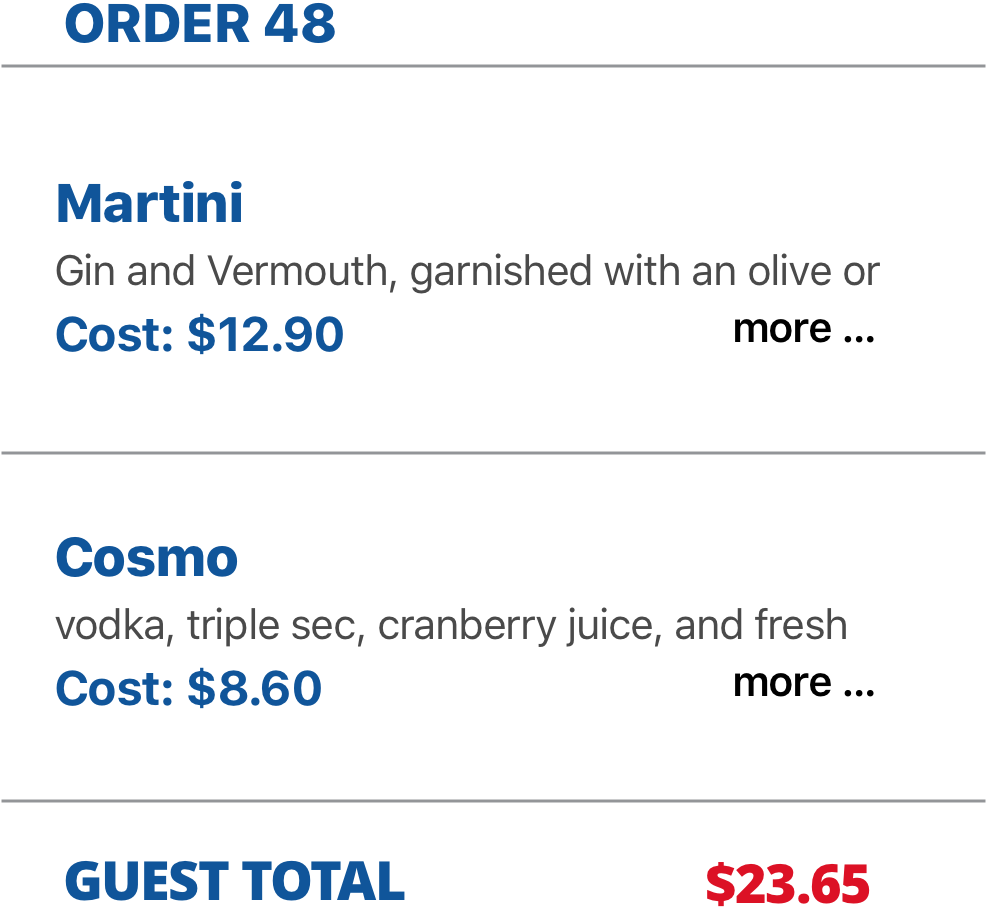 ORDER 48
Martini
Gin and Vermouth, garnished with an olive or
Cost: $12.90
more ...
Cosmo
vodka, triple sec, cranberry juice, and fresh
Cost: $8.60
more ...
GUEST TOTAL $23.65